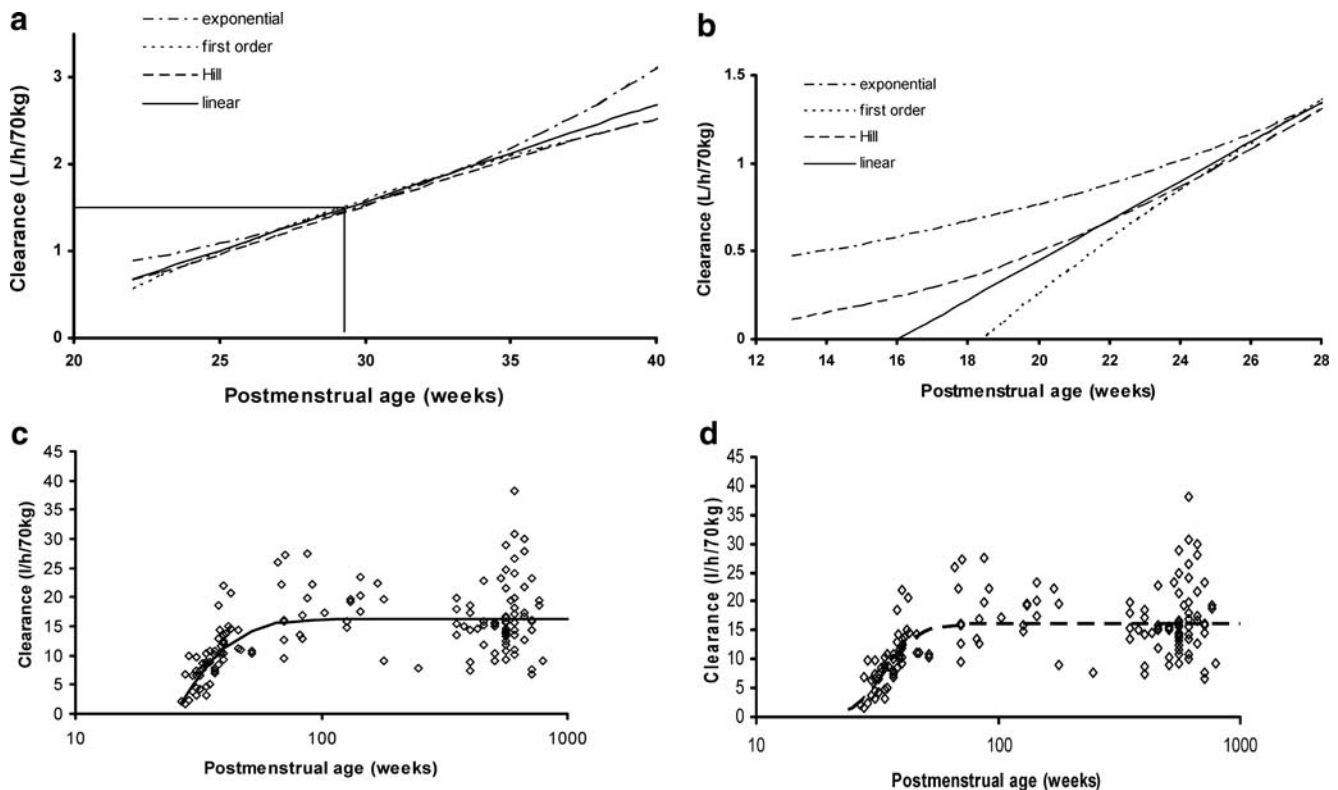 a
exponential
first order
Hill
linear
Clearance (L/h/70kg)
3
2
1
0
20 25 30 35 40
Postmenstrual age (weeks)
b
exponential
first order
Hill
linear
Clearance (L/h/70kg)
1.5
1
0.5
0
12 14 16 18 20 22 24 26 28
Postmenstrual age (weeks)
c
Clearance (l/h/70kg)
45
40
35
30
25
20
15
10
5
0
10 100 1000
Postmenstrual age (weeks)
d
Clearance (l/h/70kg)
45
40
35
30
25
20
15
10
5
0
10 100 1000
Postmenstrual age (weeks)